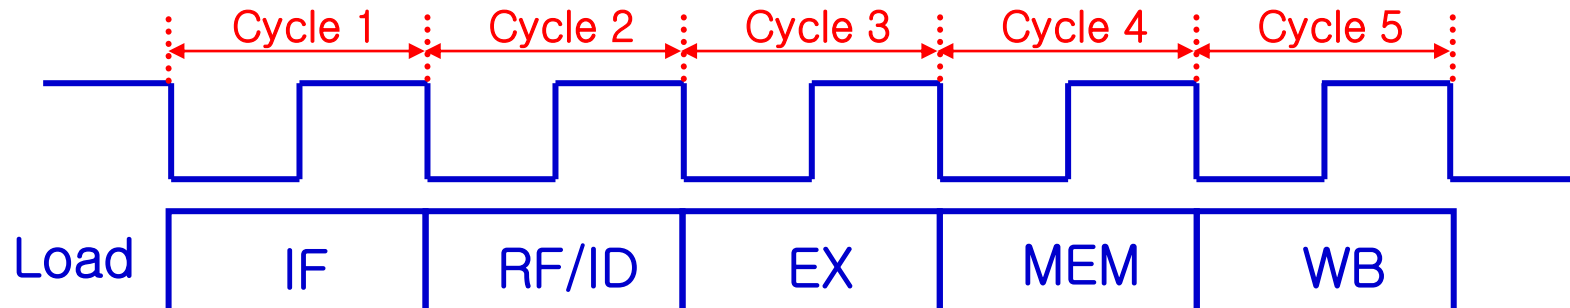 Cycle 1 Cycle 2 Cycle 3 Cycle 4 Cycle 5
Load IF RF/ID EX MEM WB